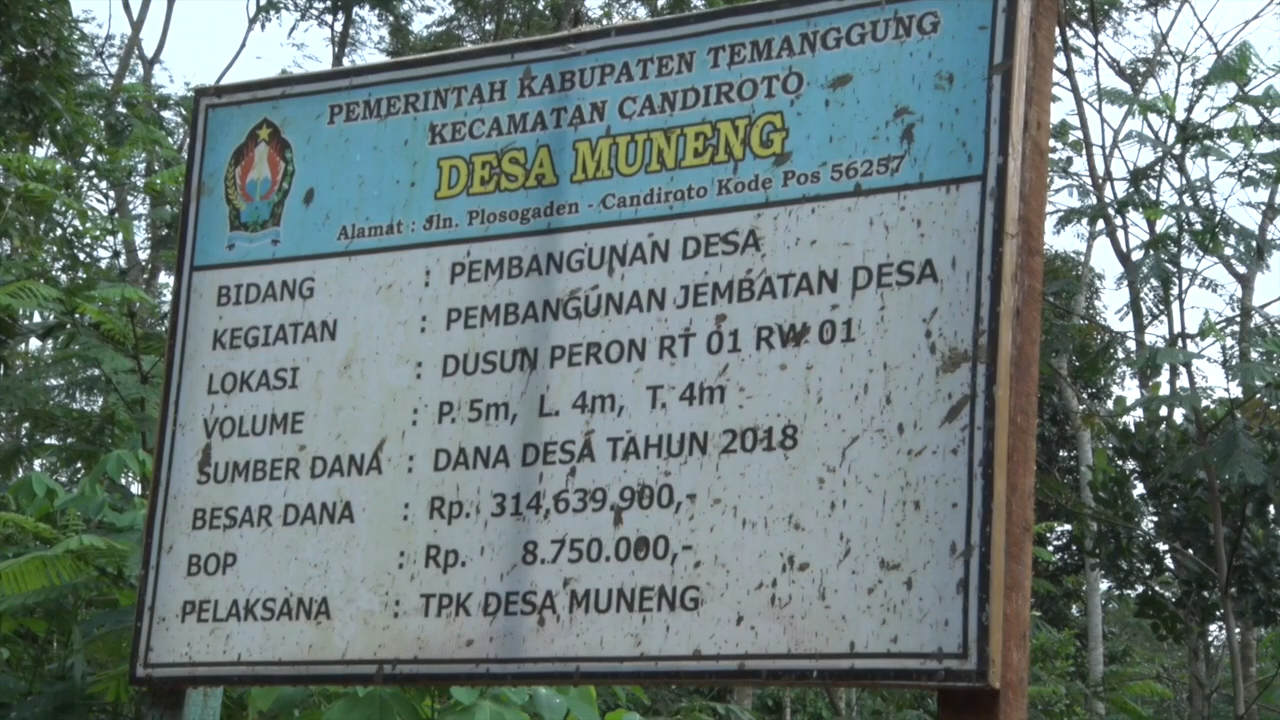 PEMERINTAH KABUPATEN TEMANGGUNG
KECAMATAN CANDIROTO
DESA MUNENG
Alamat : Jln. Plosogaden - Candiroto Kode Pos 56257
BIDANG : PEMBANGUNAN DESA
KEGIATAN : PEMBANGUNAN JEMBATAN DESA
LOKASI : DUSUN PERON RT 01 RW 01
VOLUME : P. 5m, L. 4m, T. 4m
SUMBER DANA : DANA DESA TAHUN 2018
BESAR DANA : Rp. 314,639.900,-
BOP : Rp. 8.750.000,-
PELAKSANA : TPK DESA MUNENG